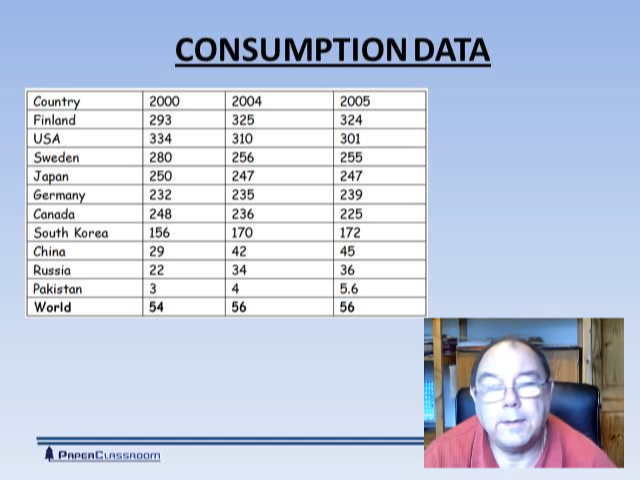 CONSUMPTION DATA
Country 2000 2004 2005
Finland 293 325 324
USA 334 310 301
Sweden 280 256 255
Japan 250 247 247
Germany 232 235 239
Canada 248 236 225
South Korea 156 170 172
China 29 42 45
Russia 22 34 36
Pakistan 3 4 5.6
World 54 56 56
PAPERCLASSROOM